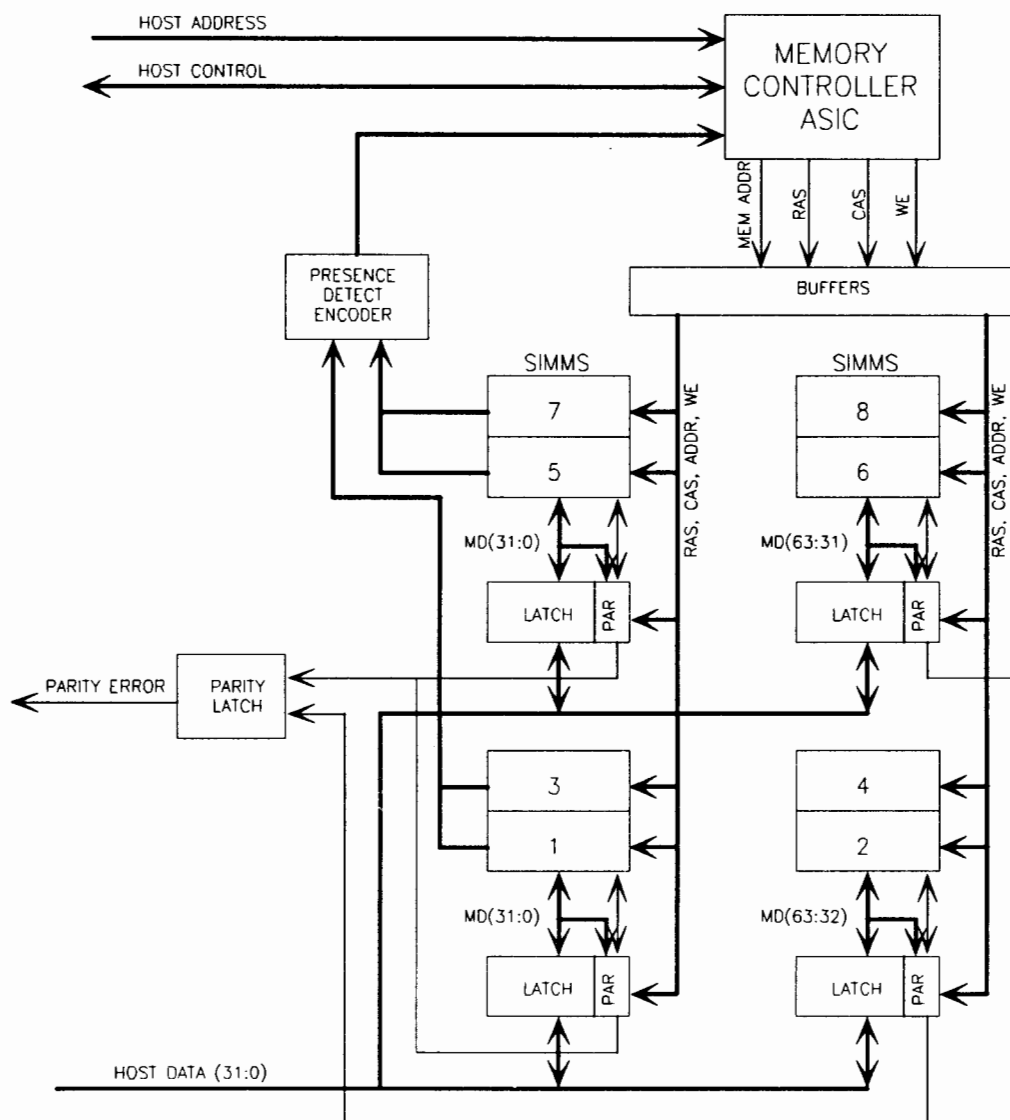 HOST ADDRESS
HOST CONTROL
MEMORY
CONTROLLER
ASIC
MEM ADDR
RAS
CAS
WE
PRESENCE
DETECT
ENCODER
BUFFERS
SIMMS
SIMMS
7
8
5
6
RAS, CAS, ADDR, WE
RAS, CAS, ADDR, WE
MD(31:0)
MD(63:31)
LATCH
PAR
LATCH
PAR
PARITY ERROR
PARITY
LATCH
3
4
1
2
MD(31:0)
MD(63:32)
LATCH
PAR
LATCH
PAR
HOST DATA (31:0)